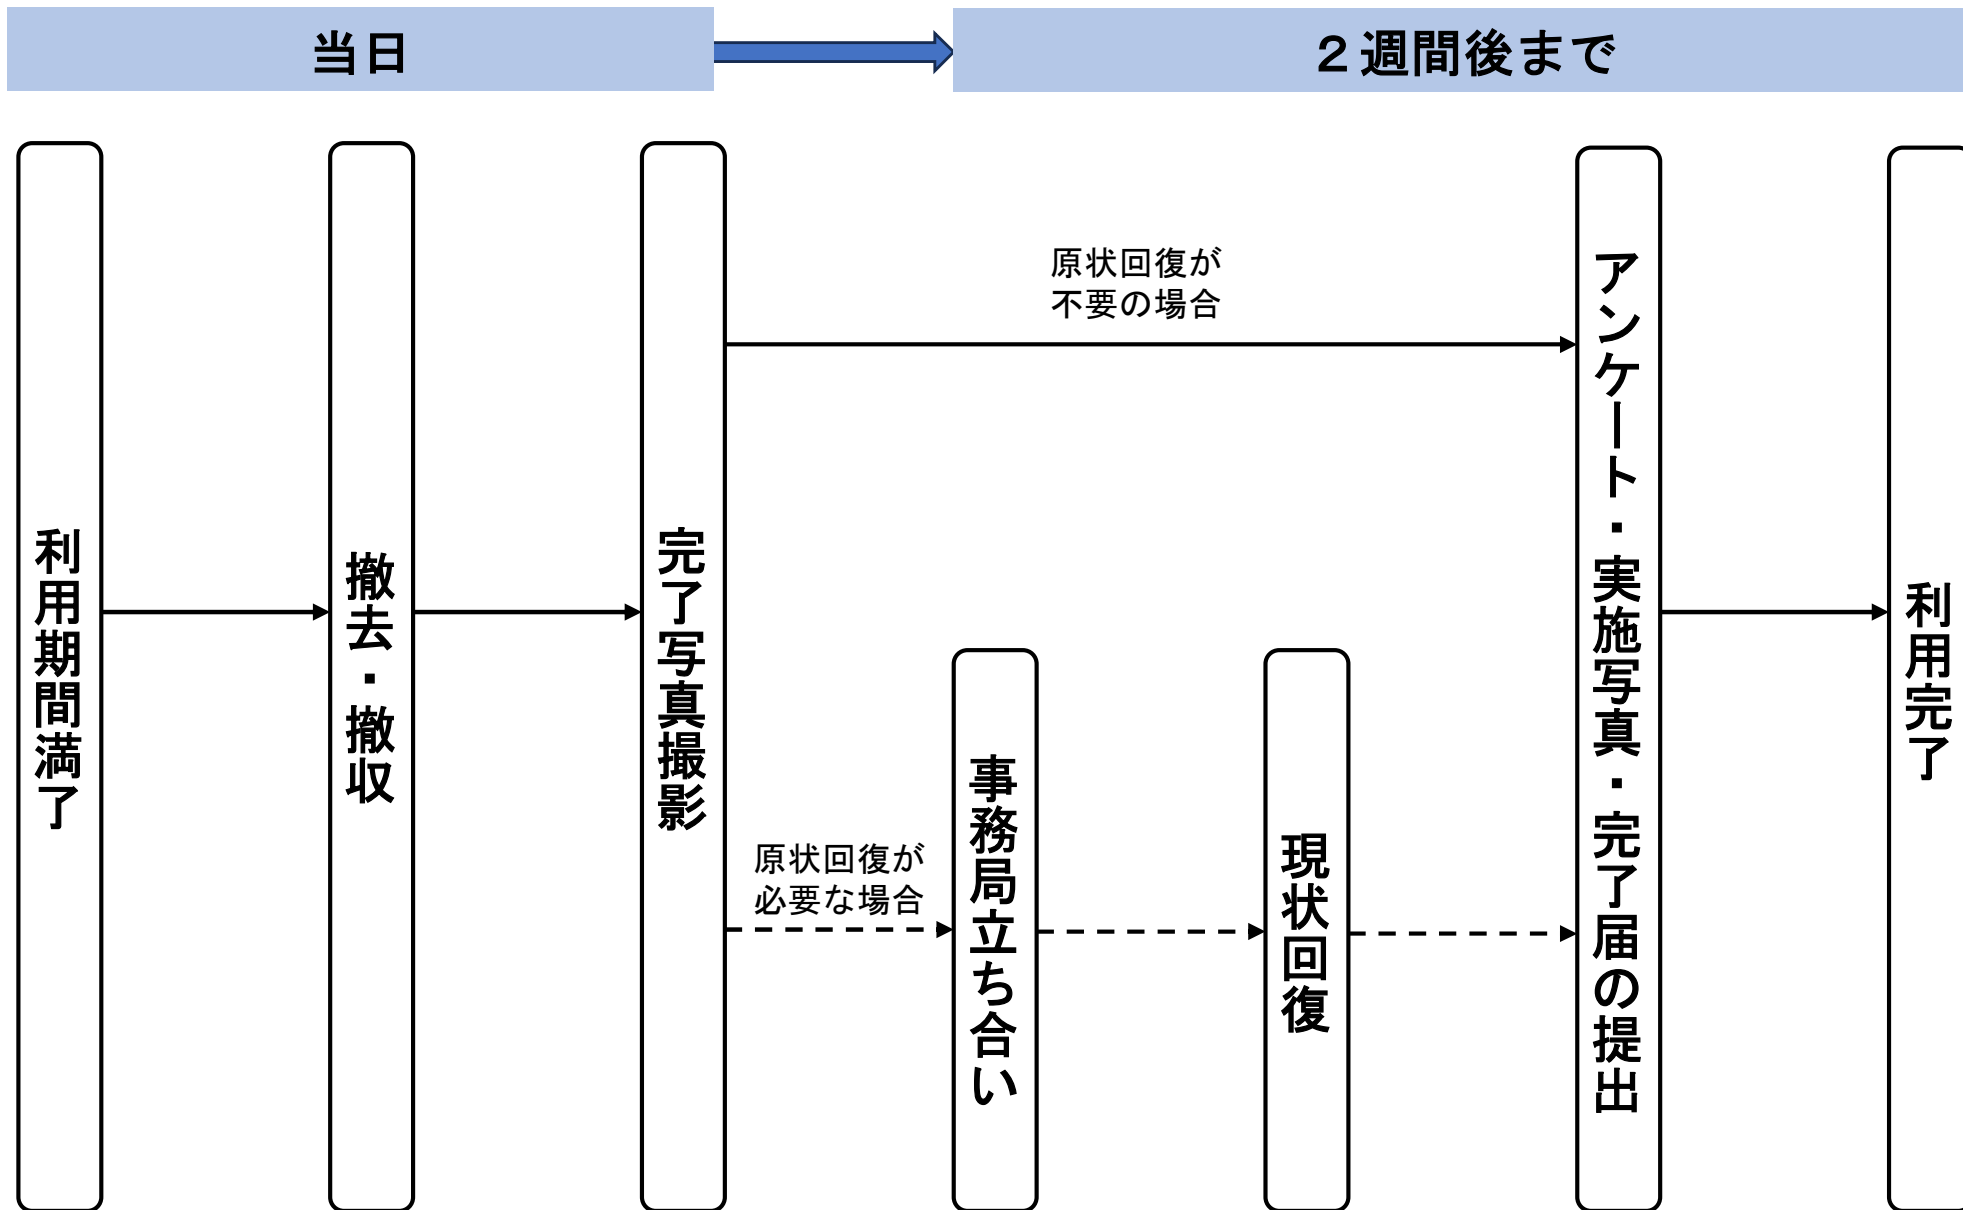 当日
２週間後まで
利用期間満了
撤去・撤収
完了写真撮影
原状回復が
不要の場合
原状回復が
必要な場合
事務局立ち合い
現状回復
アンケート・実施写真・完了届の提出
利用完了